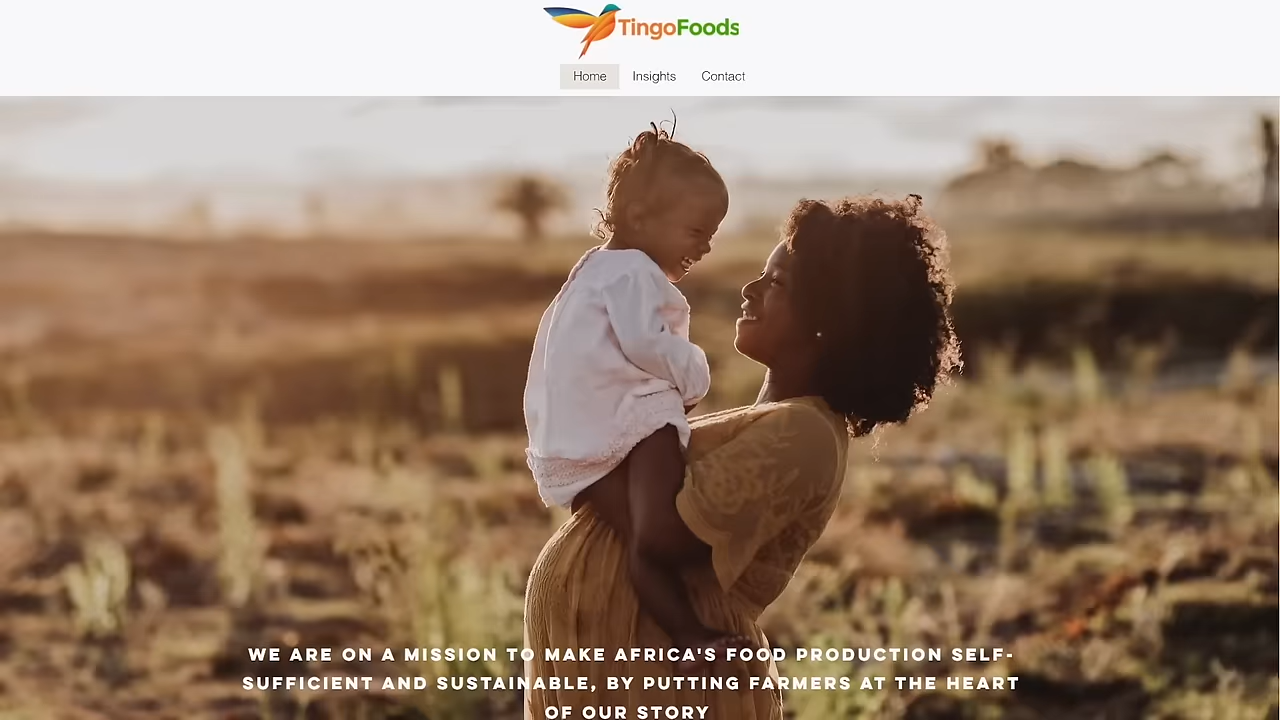 TingoFoods
Home Insights Contact
WE ARE ON A MISSION TO MAKE AFRICA'S FOOD PRODUCTION SELF-
SUFFICIENT AND SUSTAINABLE, BY PUTTING FARMERS AT THE HEART
OF OUR STORY